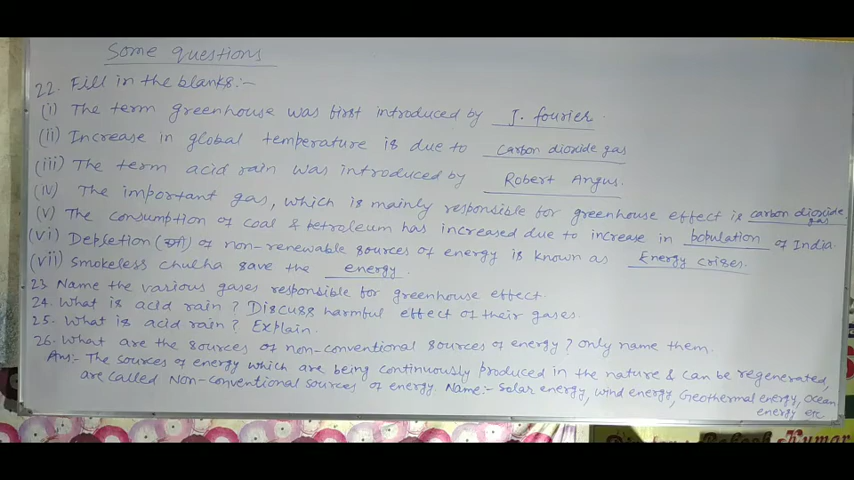 Some questions
22. Fill in the blanks:-
(i) The term greenhouse was first introduced by J. fourier.
(ii) Increase in global temperature is due to carbon dioxide gas
(iii) The term acid rain was introduced by Robert Angus.
(iv) The important gas, which is mainly responsible for greenhouse effect is carbon dioxide gas
(v) The consumption of coal & petroleum has increased due to increase in population of India.
(vi) Depletion (कमी) of non-renewable sources of energy is known as Energy crises.
(vii) Smokeless chulha save the energy.
23 Name the various gases responsible for greenhouse effect.
24. What is acid rain? Discuss harmful effect of their gases.
25. What is acid rain? Explain.
26. What are the sources of non-conventional sources of energy? only name them.
Ans:- The sources of energy which are being continuously produced in the nature & can be regenerated,
are called Non-conventional sources of energy. Name:- Solar energy, wind energy, Geothermal energy, Ocean
energy etc.
Rakesh Kumar